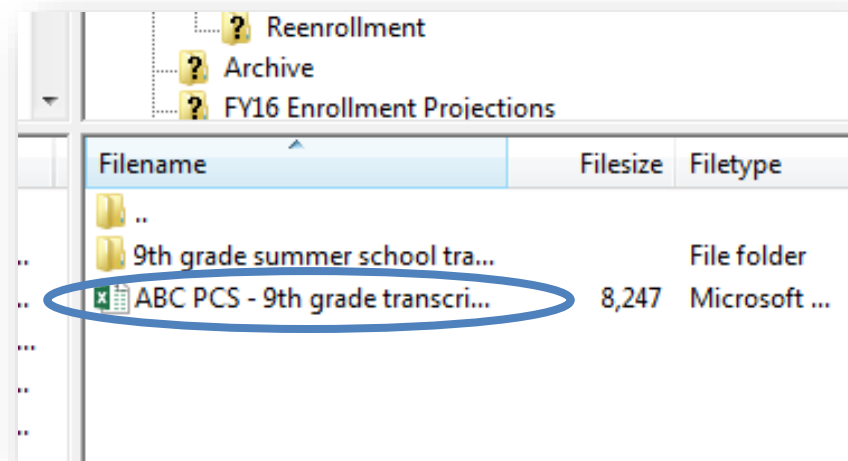 Reenrollment
Archive
FY16 Enrollment Projections
Filename Filesize Filetype
..
9th grade summer school tra... File folder
ABC PCS - 9th grade transcri... 8,247 Microsoft ...